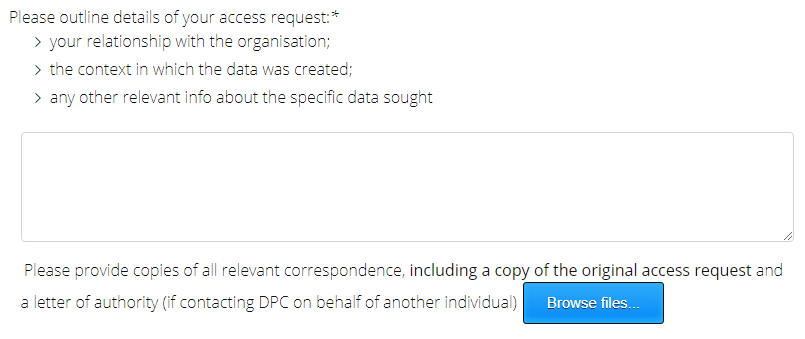 Please outline details of your access request:*
> your relationship with the organisation;
> the context in which the data was created;
> any other relevant info about the specific data sought
Please provide copies of all relevant correspondence, including a copy of the original access request and
a letter of authority (if contacting DPC on behalf of another individual) Browse files...